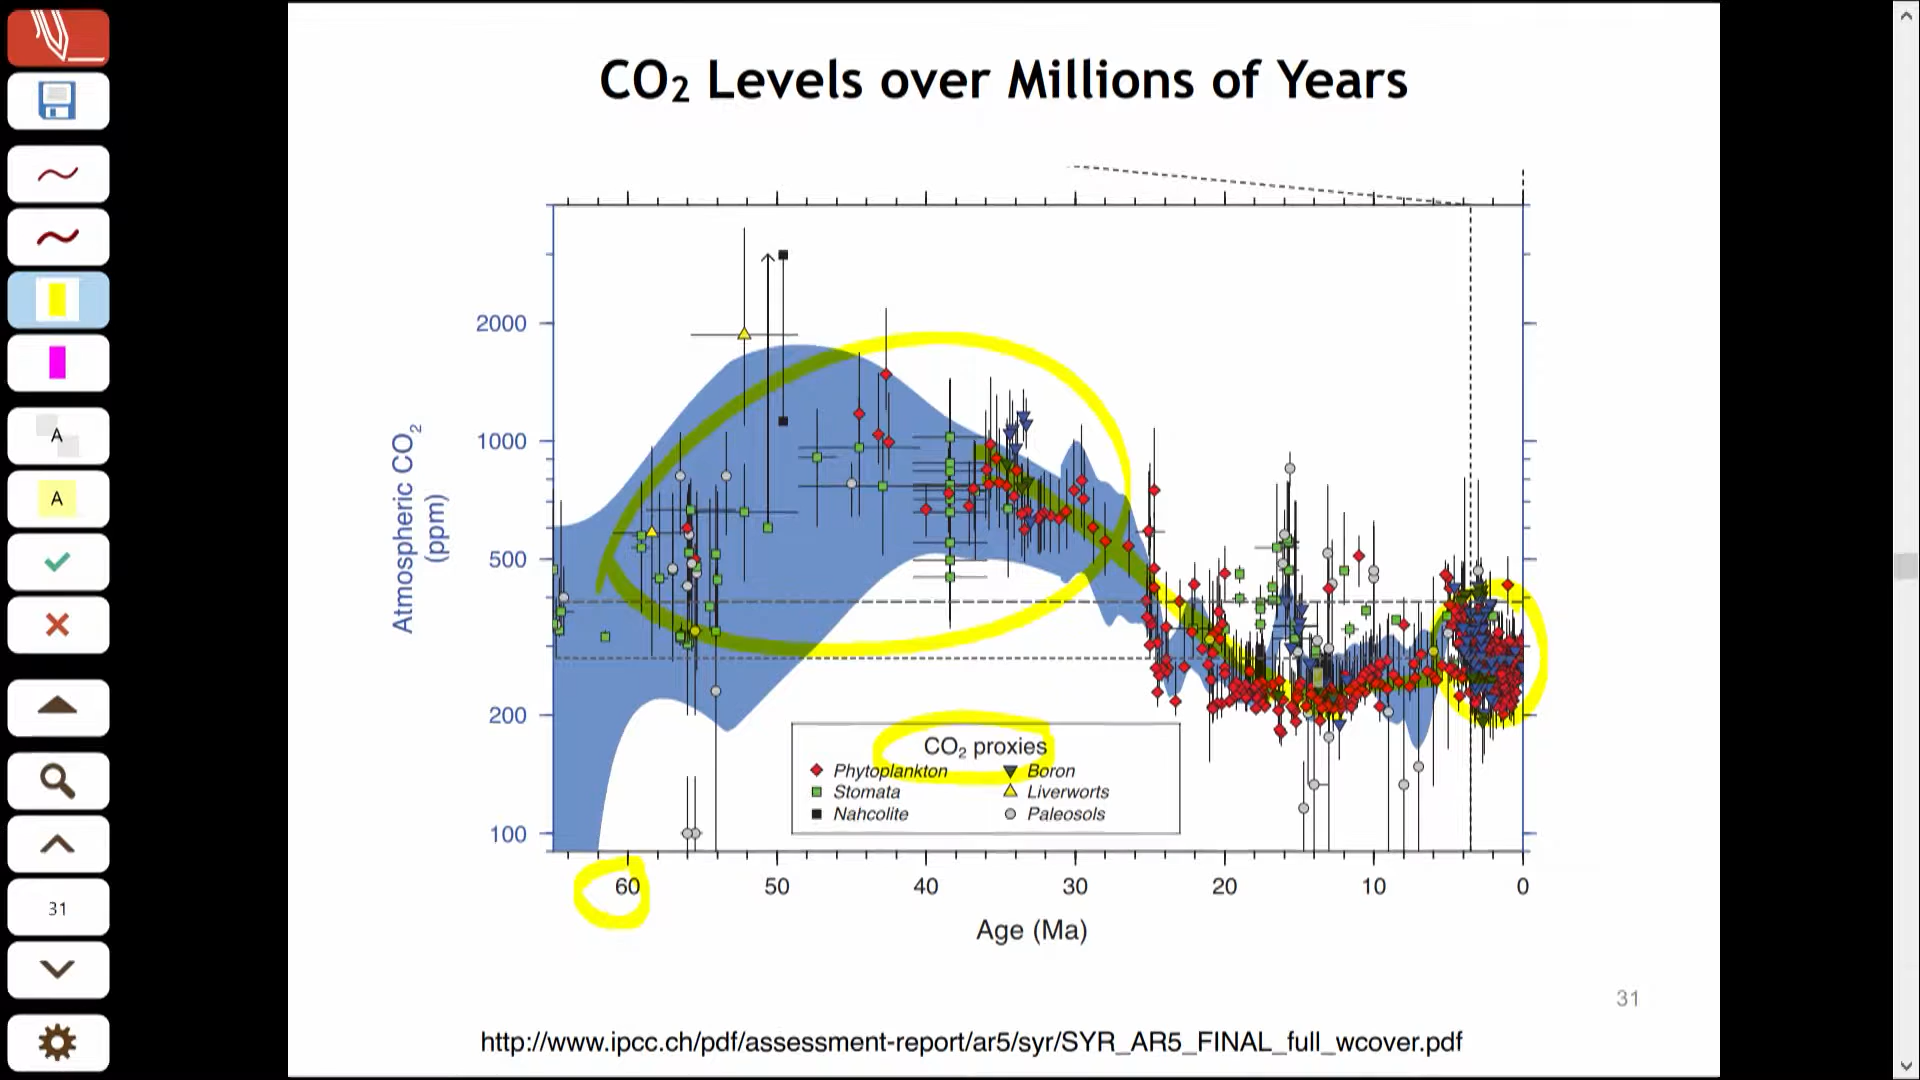 CO₂ Levels over Millions of Years
2000
1000
500
200
100
Atmospheric CO₂
(ppm)
CO₂ proxies
Phytoplankton Boron
Stomata Liverworts
Nahcolite Paleosols
60 50 40 30 20 10 0
Age (Ma)
31
http://www.ipcc.ch/pdf/assessment-report/ar5/syr/SYR_AR5_FINAL_full_wcover.pdf
A
A
31